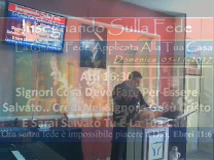 Insegnando Sulla Fede
La Fede Applicata Alla Tua Casa
Domenica
Atti 16:30
Signori Cosa Devo Fare Per Essere
Salvato.. Credi Nel Signore Gesù Cristo
E Sarai Salvato Tu E La Tua Casa
Ora senza fede è impossibile piacere a Dio. Ebrei 11:6